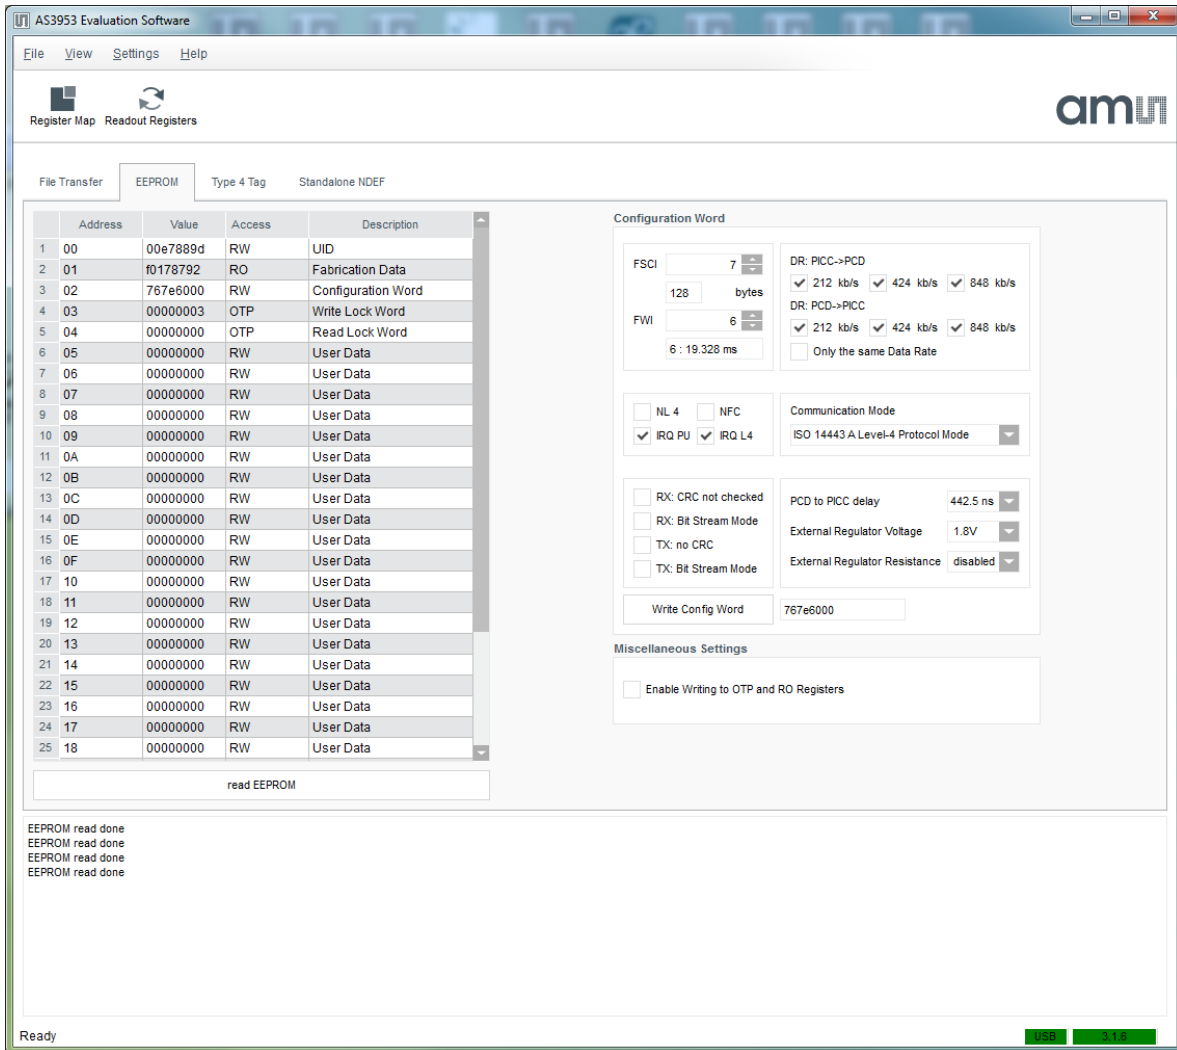 AS3953 Evaluation Software
File View Settings Help
Register Map Readout Registers
am
File Transfer EEPROM Type 4 Tag Standalone NDEF
Address Value Access Description
1 00 00e7889d RW UID
2 01 f0178792 RO Fabrication Data
3 02 767e6000 RW Configuration Word
4 03 00000003 OTP Write Lock Word
5 04 00000000 OTP Read Lock Word
6 05 00000000 RW User Data
7 06 00000000 RW User Data
8 07 00000000 RW User Data
9 08 00000000 RW User Data
10 09 00000000 RW User Data
11 0A 00000000 RW User Data
12 0B 00000000 RW User Data
13 0C 00000000 RW User Data
14 0D 00000000 RW User Data
15 0E 00000000 RW User Data
16 0F 00000000 RW User Data
17 10 00000000 RW User Data
18 11 00000000 RW User Data
19 12 00000000 RW User Data
20 13 00000000 RW User Data
21 14 00000000 RW User Data
22 15 00000000 RW User Data
23 16 00000000 RW User Data
24 17 00000000 RW User Data
25 18 00000000 RW User Data
read EEPROM
Configuration Word
FSCI 7
128 bytes
FWI 6
6 : 19.328 ms
DR: PICC->PCD
212 kb/s 424 kb/s 848 kb/s
DR: PCD->PICC
212 kb/s 424 kb/s 848 kb/s
Only the same Data Rate
NL 4 NFC
IRQ PU IRQ L4
Communication Mode
ISO 14443 A Level-4 Protocol Mode
RX: CRC not checked
RX: Bit Stream Mode
TX: no CRC
TX: Bit Stream Mode
PCD to PICC delay 442.5 ns
External Regulator Voltage 1.8V
External Regulator Resistance disabled
Write Config Word 767e6000
Miscellaneous Settings
Enable Writing to OTP and RO Registers
EEPROM read done
EEPROM read done
EEPROM read done
EEPROM read done
Ready USB 3.1.6